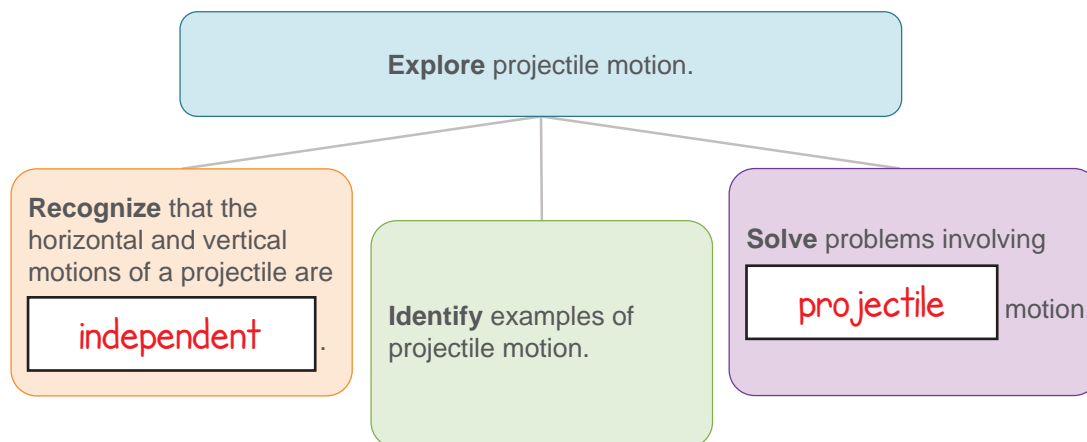 Explore projectile motion.
Recognize that the
horizontal and vertical
motions of a projectile are
independent .
Identify examples of
projectile motion.
Solve problems involving
projectile motion